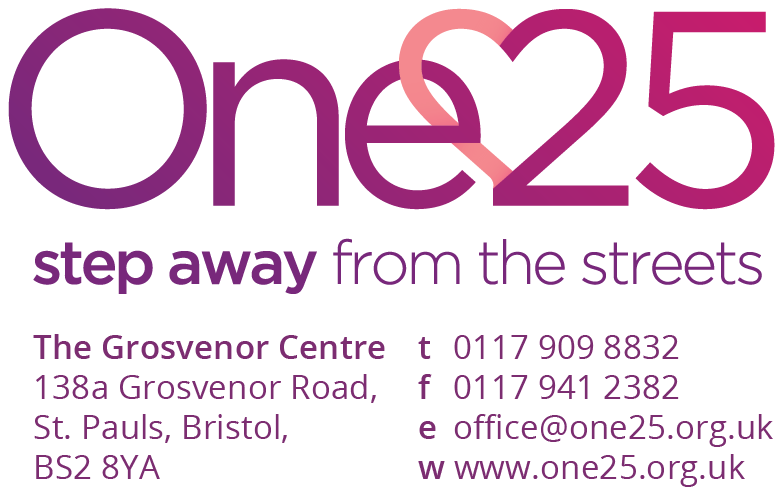 One25
step away from the streets
The Grosvenor Centre
138a Grosvenor Road,
St. Pauls, Bristol,
BS2 8YA
t 0117 909 8832
f 0117 941 2382
e office@one25.org.uk
w www.one25.org.uk